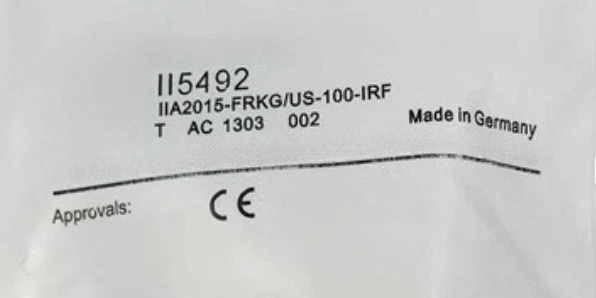 II5492
IIA2015-FRKG/US-100-IRF
T AC 1303 002
Made in Germany
Approvals: CE